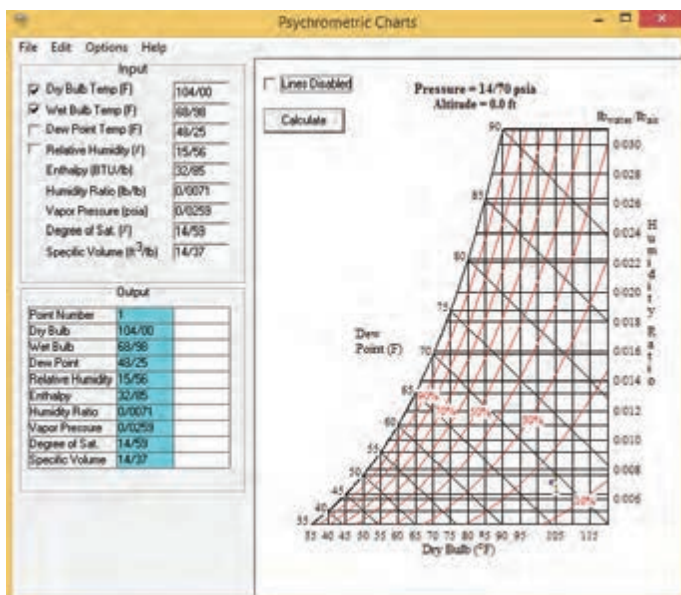 Psychrometric Charts
File Edit Options Help
Input
Dry Bulb Temp (F) 104/00
Wet Bulb Temp (F) 68/98
Dew Point Temp (F) 48/25
Relative Humidity (/) 15/56
Enthalpy (BTU/lb) 32/85
Humidity Ratio (lb/lb) 0/0071
Vapor Pressure (psia) 0/0259
Degree of Sat. (/) 14/59
Specific Volume (ft3/lb) 14/37
Output
Point Number 1
Dry Bulb 104/00
Wet Bulb 68/98
Dew Point 48/25
Relative Humidity 15/56
Enthalpy 32/85
Humidity Ratio 0/0071
Vapor Pressure 0/0259
Degree of Sat. 14/59
Specific Volume 14/37
Lines Disabled
Calculate
Pressure = 14/70 psia
Altitude = 0.0 ft
lbwater/lbair
90
0.030
0.028
85
0.026
0.024
80
0.022
0.020
75
0.018
Dew
Point (F)
70
0.016
0.014
65
90%
70%
50%
30%
0.012
60
0.010
55
50
0.008
45
40
10%
0.006
35
Humidity Ratio
35 40 45 50 55 60 65 70 75 80 85 90 95 105 115
Dry Bulb (°F)